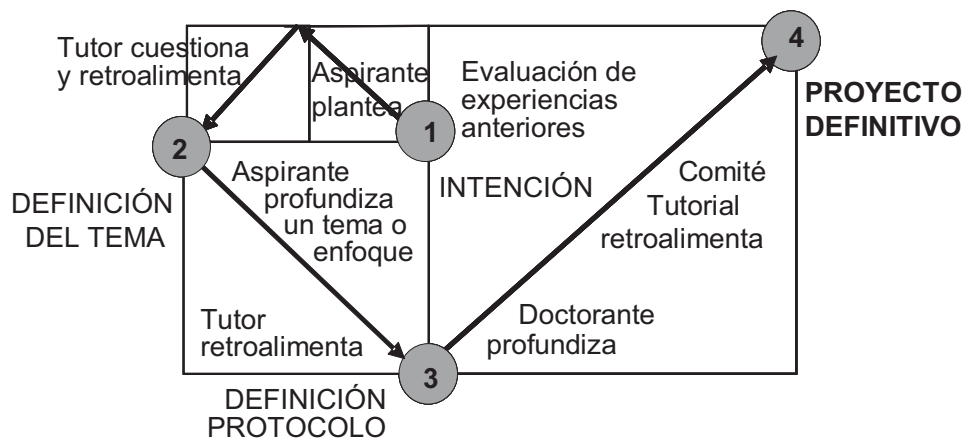 Tutor cuestiona
y retroalimenta
Aspirante
plantea
1
Evaluación de
experiencias
anteriores
INTENCIÓN
2
DEFINICIÓN
DEL TEMA
Aspirante
profundiza
un tema o
enfoque
Tutor
retroalimenta
3
DEFINICIÓN
PROTOCOLO
Doctorante
profundiza
Comité
Tutorial
retroalimenta
4
PROYECTO
DEFINITIVO